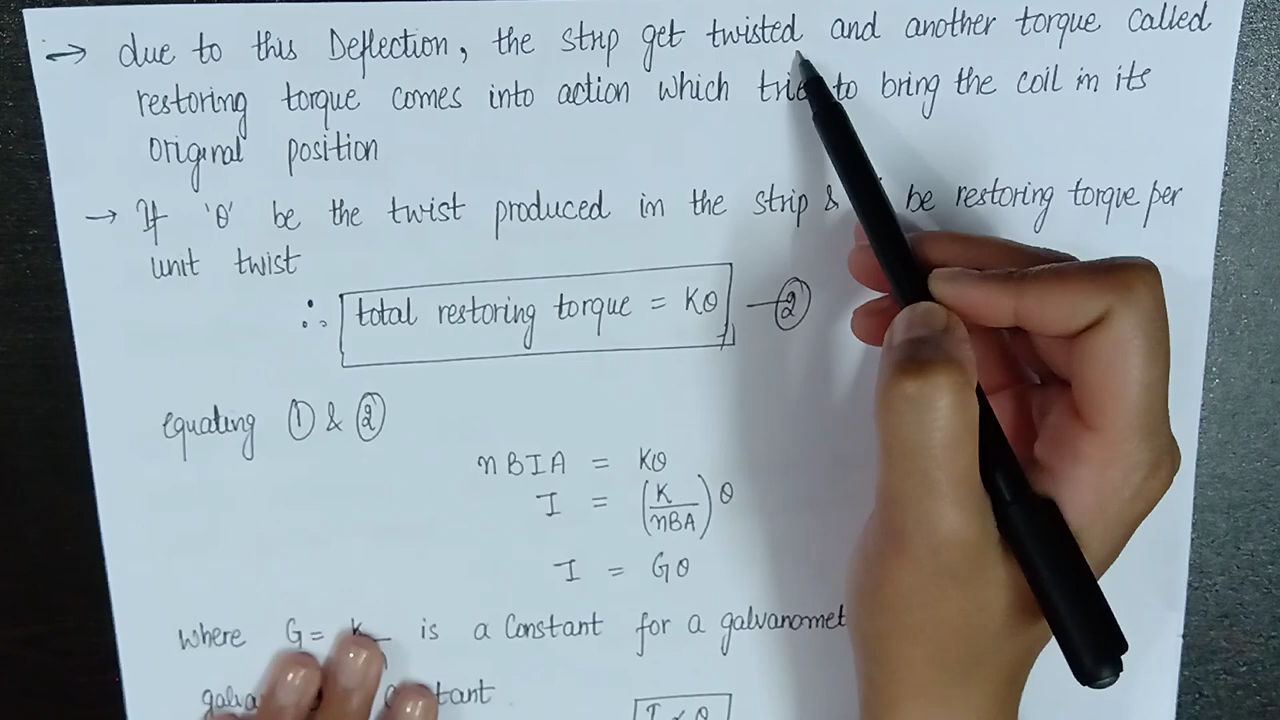 → due to this Deflection, the strip get twisted and another torque called
restoring torque comes into action which tries to bring the coil in its
original position
→ If 'θ' be the twist produced in the strip & be restoring torque per
unit twist
∴ total restoring torque = Kθ — ②
equating ① & ②
nBIA = Kθ
I = (K/nBA) θ
I = Gθ
where G = K is a Constant for a galvanomet
I ∝ θ